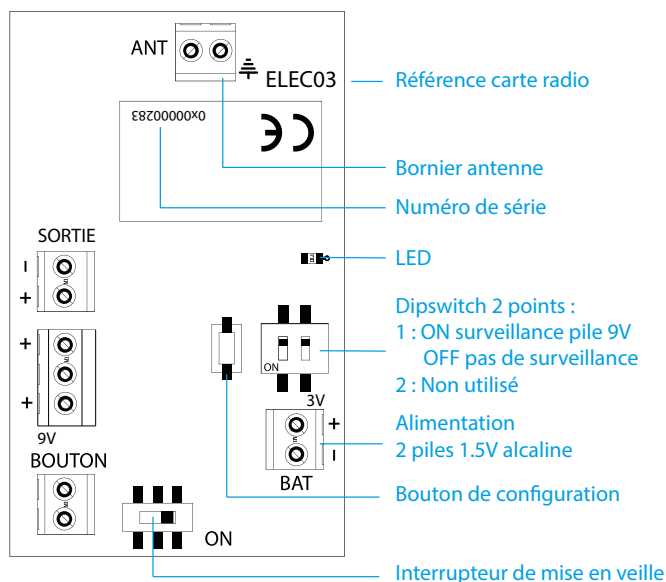 ANT
ELEC03
Référence carte radio
0x00000283
CE
Bornier antenne
Numéro de série
SORTIE
LED
-
+
Dipswitch 2 points :
1 : ON surveillance pile 9V
OFF pas de surveillance
2 : Non utilisé
+
+
9V
ON
3V
+
-
BAT
Alimentation
2 piles 1.5V alcaline
BOUTON
Bouton de configuration
ON
Interrupteur de mise en veille